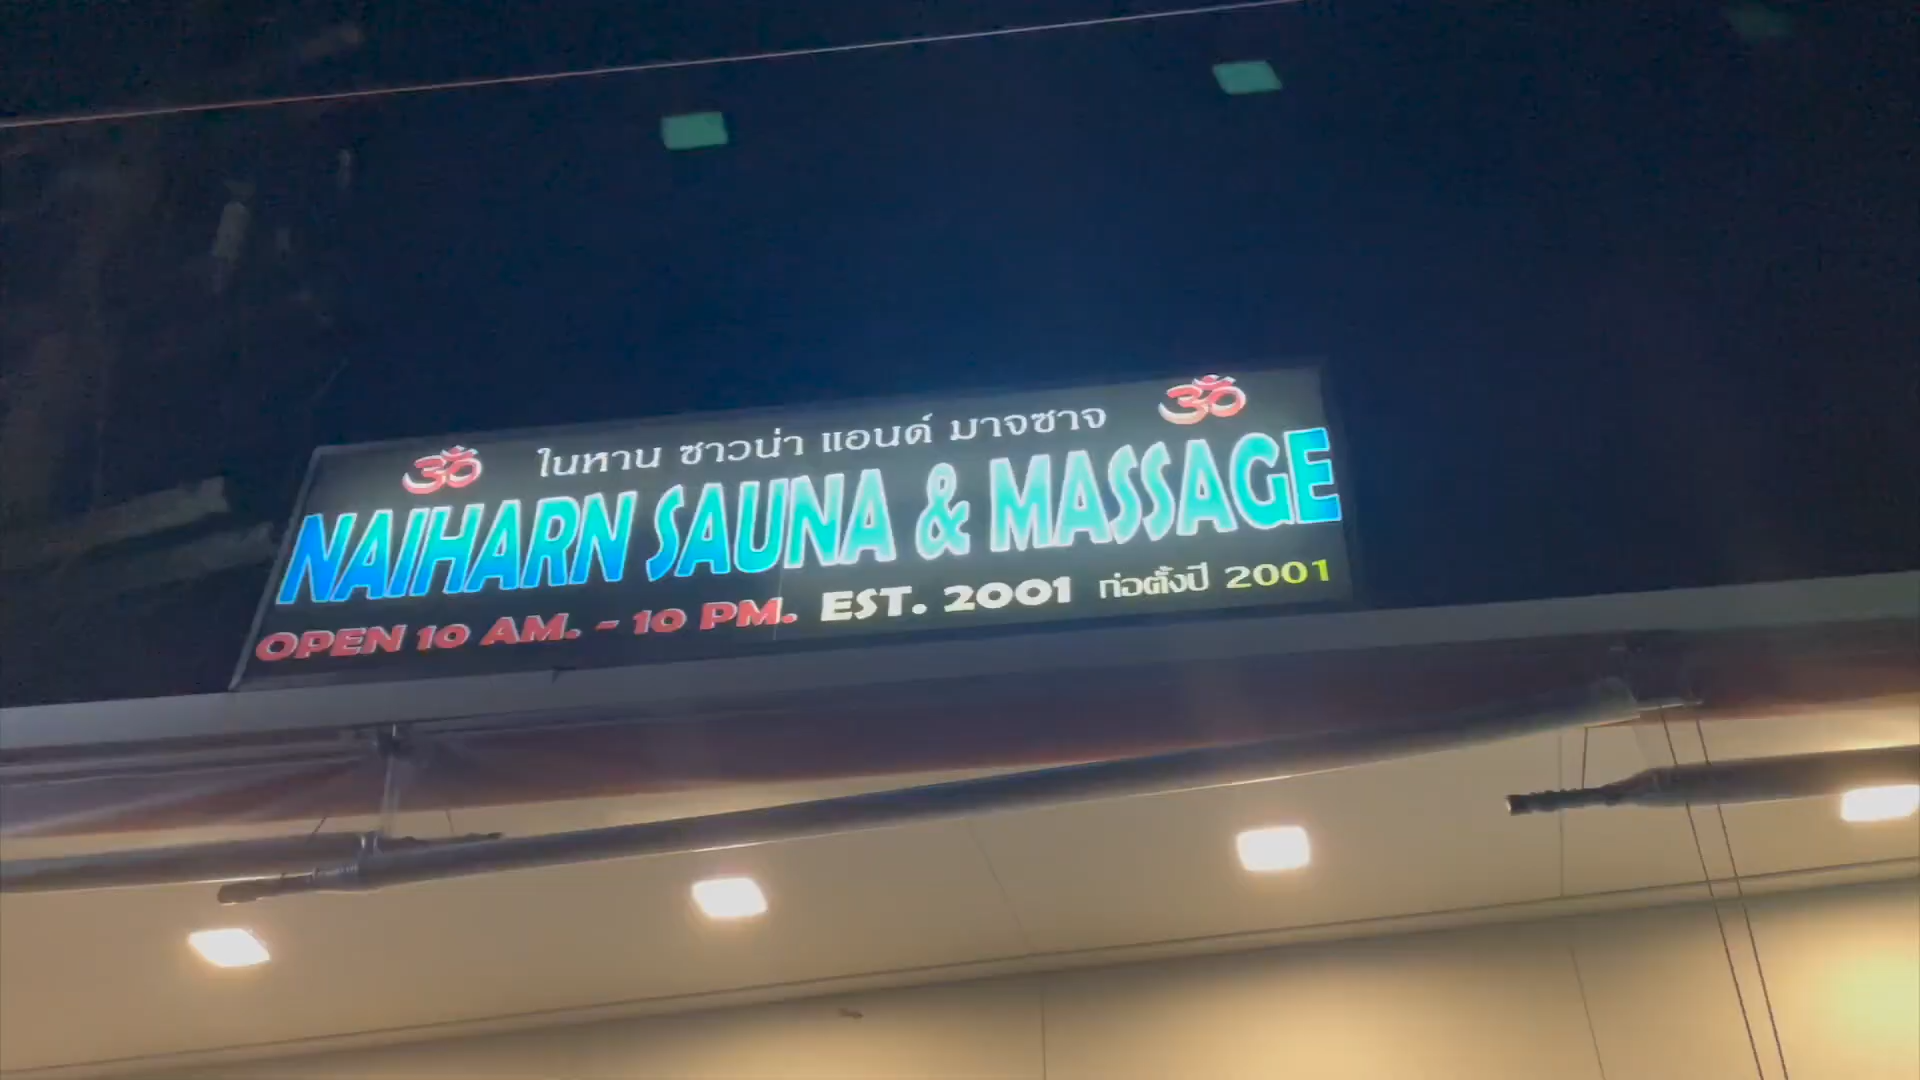 ในหาน ซาวน่า แอนด์ มาจซาจ
NAIHARN SAUNA & MASSAGE
OPEN 10 AM. - 10 PM. EST. 2001 ก่อตั้งปี 2001